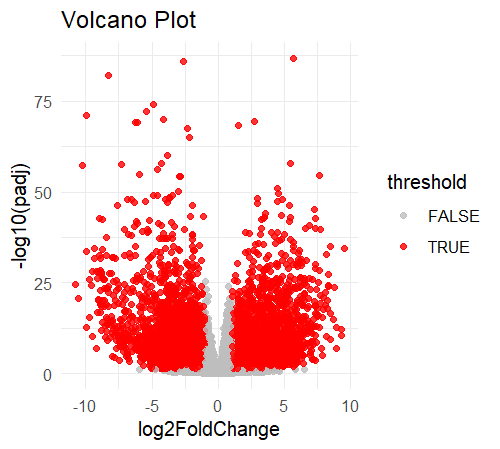 Volcano Plot
-log10(padj)
75
50
25
0
-10 -5 0 5 10
log2FoldChange
threshold
FALSE
TRUE